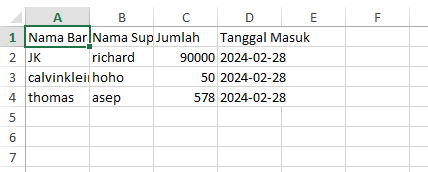 A B C D E F
1 Nama Bar Nama Sup Jumlah Tanggal Masuk
2 JK richard 90000 2024-02-28
3 calvinklein hoho 50 2024-02-28
4 thomas asep 578 2024-02-28
5
6
7